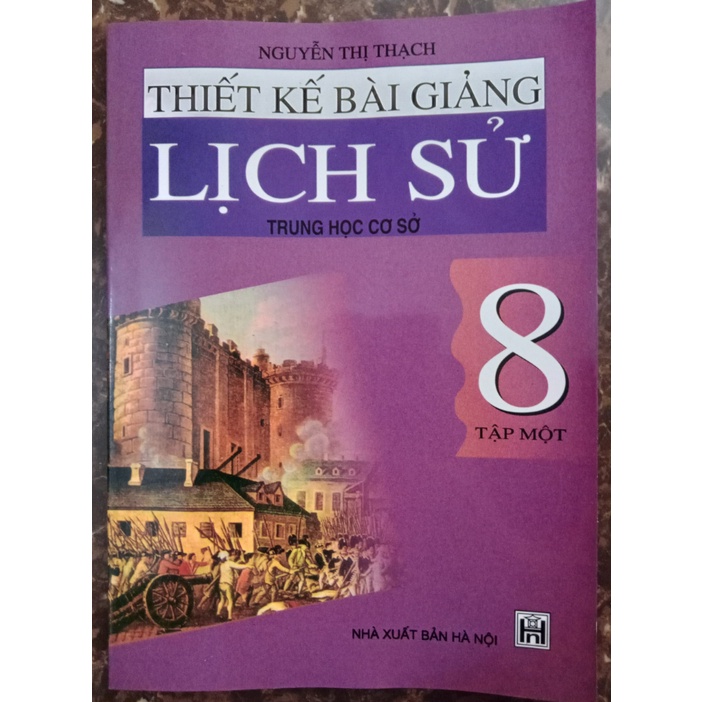 NGUYỄN THỊ THẠCH
THIẾT KẾ BÀI GIẢNG
LỊCH SỬ
TRUNG HỌC CƠ SỞ
8
TẬP MỘT
NHÀ XUẤT BẢN HÀ NỘI